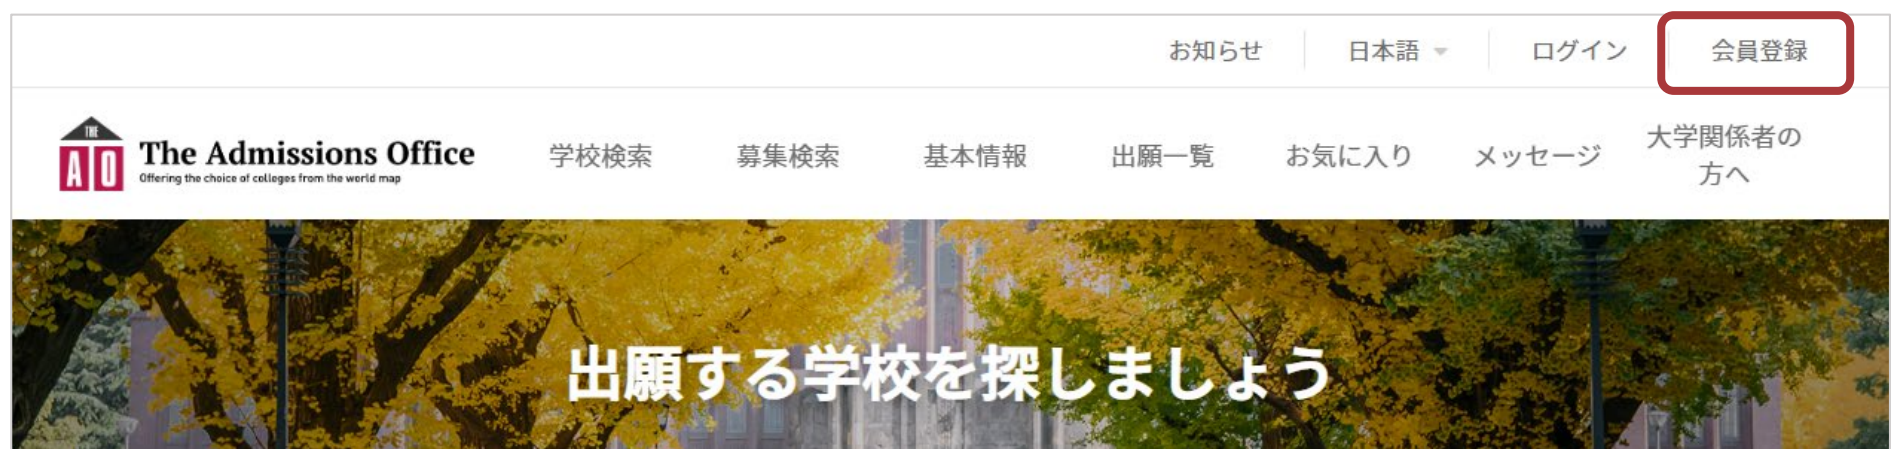 お知らせ
日本語
ログイン
会員登録
THE
AO
The Admissions Office
Offering the choice of colleges from the world map
学校検索
募集検索
基本情報
出願一覧
お気に入り
メッセージ
大学関係者の
方へ
出願する学校を探しましょう